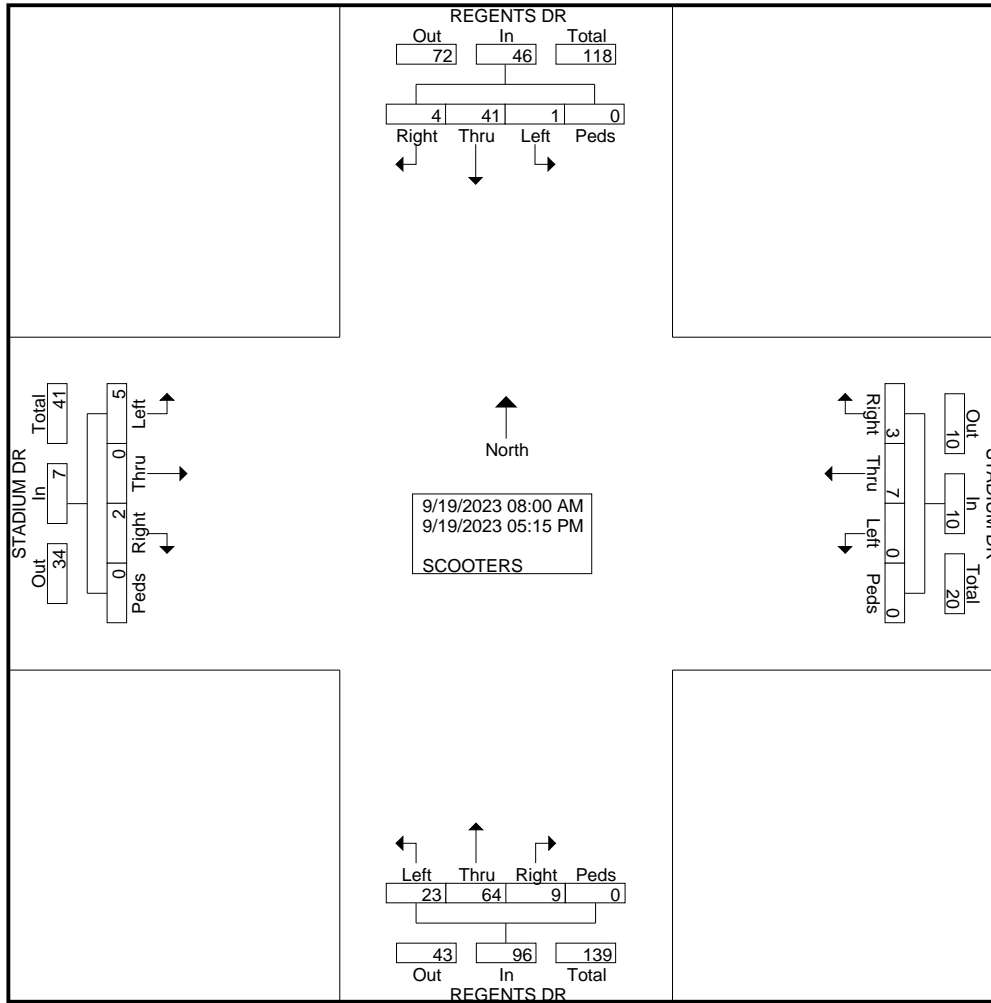 REGENTS DR
Out In Total
72 46 118
4 41 1 0
Right Thru Left Peds
STADIUM DR
Total In Out
41 7 34
5 0 2 0
Left Thru Right Peds
North
9/19/2023 08:00 AM
9/19/2023 05:15 PM
SCOOTERS
Right Thru Left Peds
3 7 0 0
Out In Total
10 10 20
STADIUM DR
Left Thru Right Peds
23 64 9 0
43 96 139
Out In Total
REGENTS DR